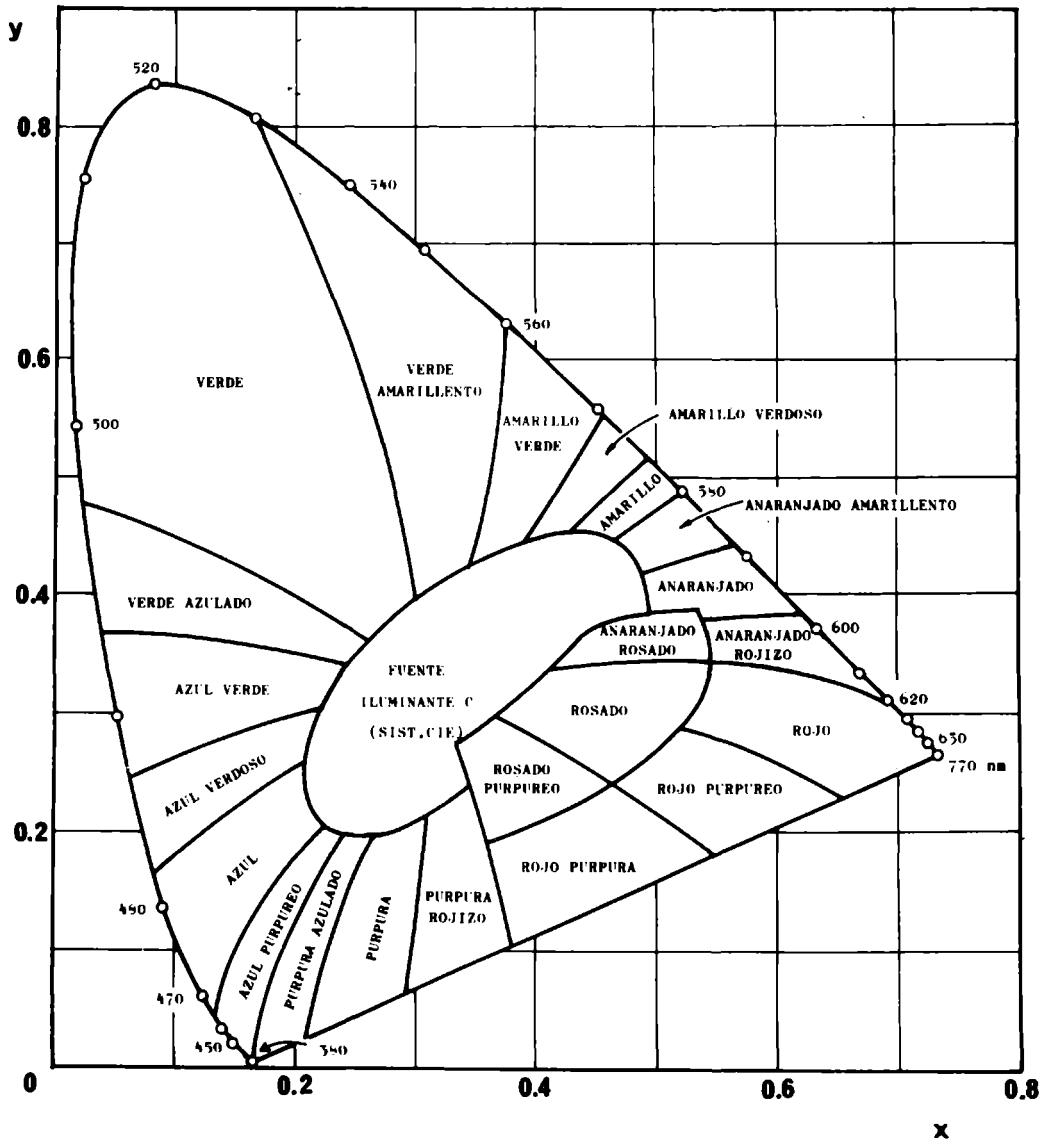 y
520
0.8
540
560
0.6
VERDE
VERDE
AMARILLENTO
AMARILLO
VERDE
AMARILLO VERDOSO
500
AMARILLO
580
ANARANJADO AMARILLENTO
0.4
VERDE AZULADO
ANARANJADO
ANARANJADO
ROSADO
ANARANJADO
ROJIZO
600
AZUL VERDE
FUENTE
ILUMINANTE C
(SIST.CIE)
ROSADO
ROJO
620
630
770 nm
AZUL VERDOSO
ROSADO
PURPUREO
ROJO PURPUREO
0.2
AZUL
ROJO PURPURA
480
AZUL PURPUREO
PURPURA AZULADO
PURPURA
PURPURA
ROJIZO
470
450
380
0
0.2
0.4
0.6
0.8
x